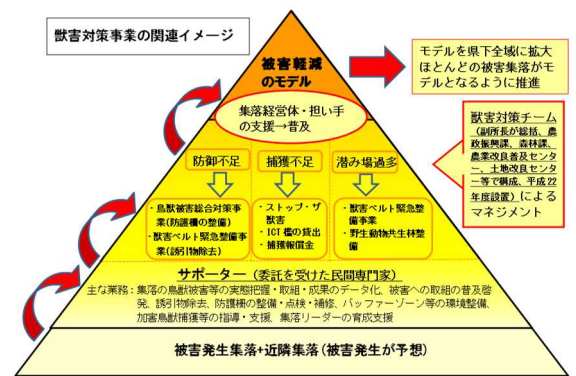 獣害対策事業の関連イメージ
被害軽減
のモデル
モデルを県下全域に拡大
ほとんどの被害集落がモ
デルとなるように推進
集落経営体・担い手
の支援→普及
獣害対策チーム
(副所長が総括、農
政振興課、森林課、
農業改良普及センタ
ー、土地改良センタ
ー等で構成、平成22
年度設置)による
マネジメント
防御不足
捕獲不足
潜み場過多
・鳥獣被害総合対策事
業(防護柵の整備)
・獣害ベルト緊急整備事
業(誘引物除去)
・ストップ・ザ
獣害
・ICT檻の貸出
・捕獲報償金
・獣害ベルト緊急整
備事業
・野生動物共生林整
備
サポーター(委託を受けた民間専門家)
主な業務：集落の鳥獣被害等の実態把握・取組・成果のデータ化、被害への取組の普及啓
発、誘引物除去、防護柵の整備・点検・補修、バッファーゾーン等の環境整備、
加害鳥獣捕獲等の指導・支援、集落リーダーの育成支援
被害発生集落+近隣集落(被害発生が予想)